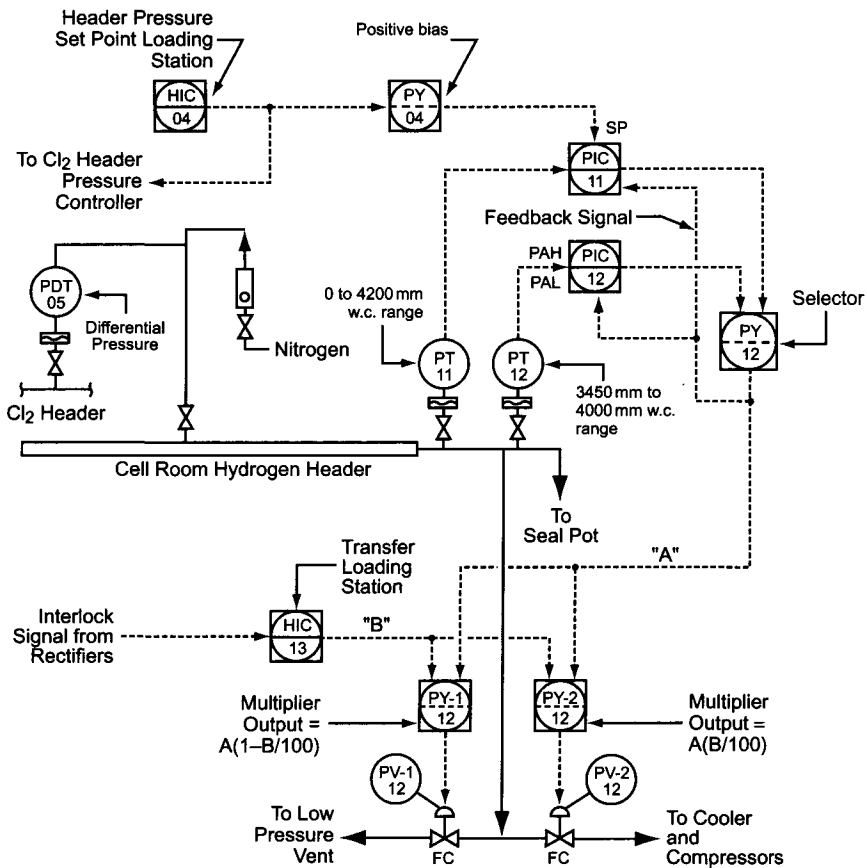 Header Pressure
Set Point Loading
Station
Positive bias
HIC
04
PY
04
SP
To Cl2 Header
Pressure
Controller
PIC
11
Feedback Signal
PAH
PAL
PIC
12
Selector
PY
12
PDT
05
Differential
Pressure
Nitrogen
0 to 4200 mm
w.c. range
PT
11
PT
12
3450 mm to
4000 mm w.c.
range
Cl2 Header
Cell Room Hydrogen Header
To
Seal Pot
"A"
Transfer
Loading
Station
Interlock
Signal from
Rectifiers
HIC
13
"B"
Multiplier
Output =
A(1–B/100)
PY-1
12
PY-2
12
Multiplier
Output =
A(B/100)
PV-1
12
PV-2
12
To Low
Pressure
Vent
FC
FC
To Cooler
and
Compressors